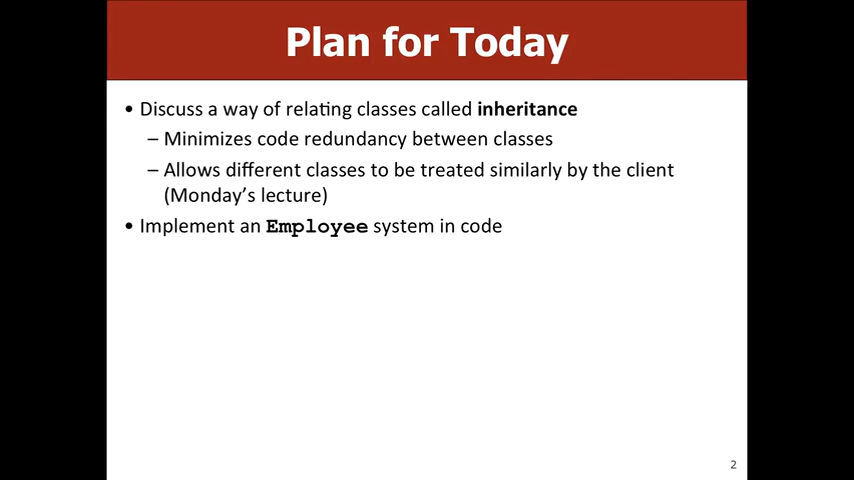 Plan for Today
• Discuss a way of relating classes called inheritance
– Minimizes code redundancy between classes
– Allows different classes to be treated similarly by the client
(Monday's lecture)
• Implement an Employee system in code
2